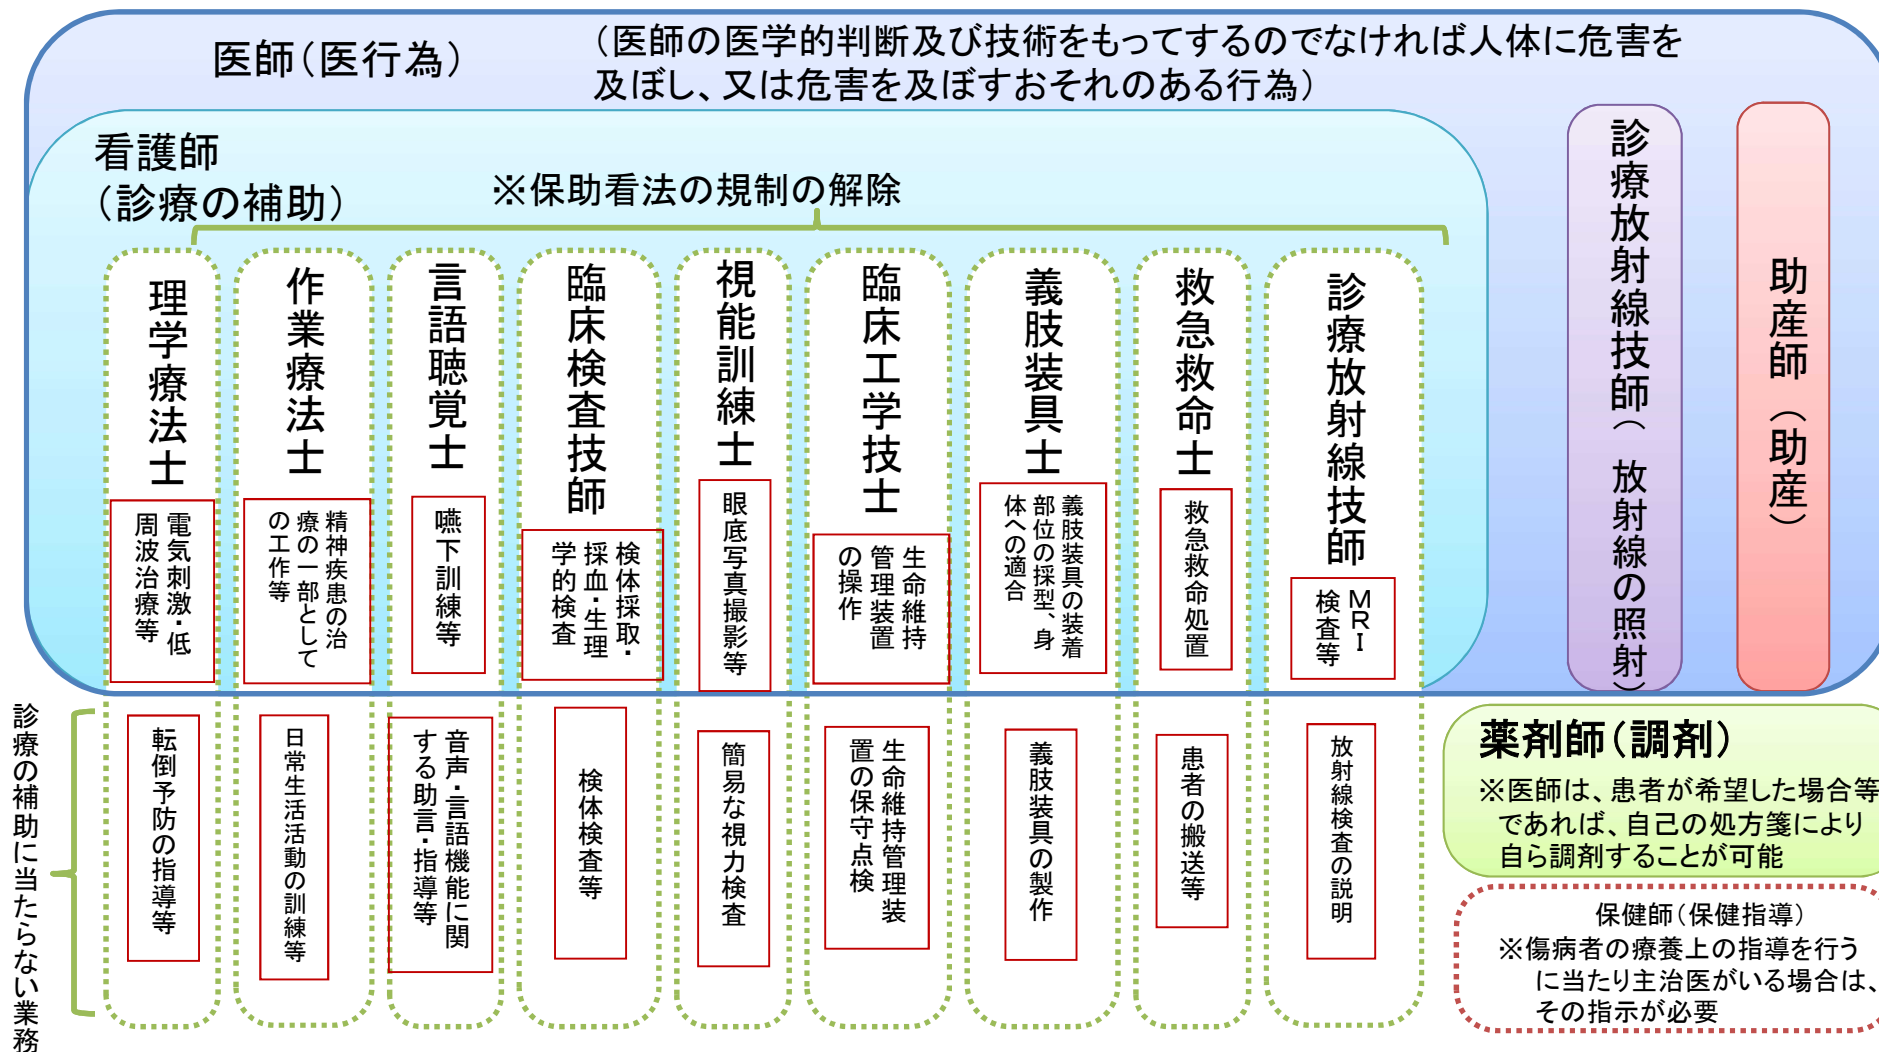 医師（医行為）
（医師の医学的判断及び技術をもってするのでなければ人体に危害を
及ぼし、又は危害を及ぼすおそれのある行為）
看護師
（診療の補助）
※保助看法の規制の解除
理学療法士
電気刺激・低
周波治療等
作業療法士
精神疾患の治
療の一部として
の工作等
言語聴覚士
嚥下訓練等
臨床検査技師
検体採取・
採血・生理
学的検査
視能訓練士
眼底写真撮影等
臨床工学技士
生命維持
管理装置
の操作
義肢装具士
義肢装具の装着
部位の採型、身
体への適合
救急救命士
救急救命処置
診療放射線技師
ＭＲＩ
検査等
診療放射線技師（放射線の照射）
助産師（助産）
診療の補助に当たらない業務
転倒予防の指導等
日常生活活動の訓練等
音声・言語機能に関
する助言・指導等
検体検査等
簡易な視力検査
生命維持管理装
置の保守点検
義肢装具の製作
患者の搬送等
放射線検査の説明
薬剤師（調剤）
※医師は、患者が希望した場合等
であれば、自己の処方箋により
自ら調剤することが可能
保健師（保健指導）
※傷病者の療養上の指導を行う
に当たり主治医がいる場合は、
その指示が必要